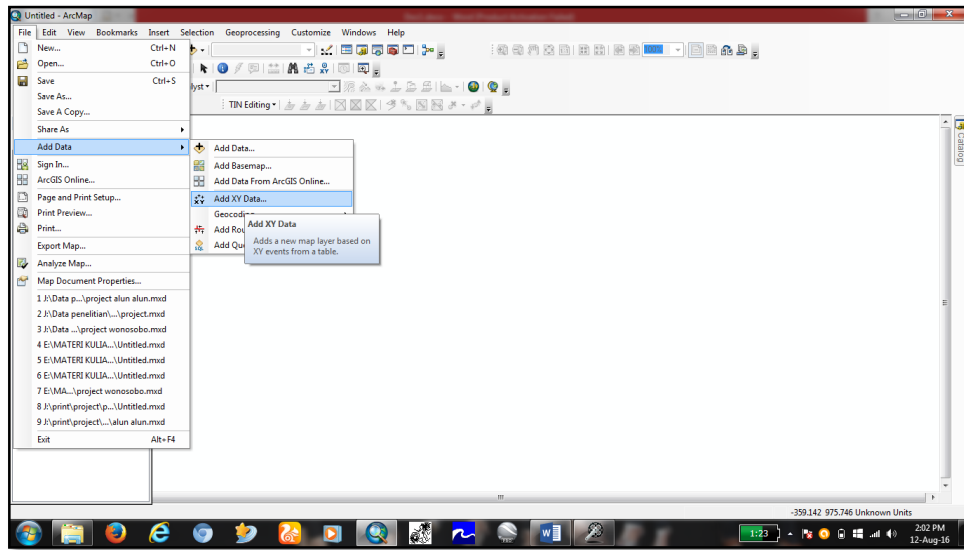 Untitled - ArcMap
File Edit View Bookmarks Insert Selection Geoprocessing Customize Windows Help
New... Ctrl+N
Open... Ctrl+O
Save Ctrl+S
Save As...
Save A Copy...
Share As
Add Data
Sign In...
ArcGIS Online...
Page and Print Setup...
Print Preview...
Print...
Export Map...
Analyze Map...
Map Document Properties...
1 J:\Data p...\project alun alun.mxd
2 J:\Data penelitian\...\project.mxd
3 J:\Data ...\project wonosobo.mxd
4 E:\MATERI KULIA...\Untitled.mxd
5 E:\MATERI KULIA...\Untitled.mxd
6 E:\MATERI KULIA...\Untitled.mxd
7 E:\MA...\project wonosobo.mxd
8 J:\print\project\p...\Untitled.mxd
9 J:\print\project\...\alun alun.mxd
Exit Alt+F4
Add Data...
Add Basemap...
Add Data From ArcGIS Online...
Add XY Data...
Geocoding
Add Rou
Add Qu
Add XY Data
Adds a new map layer based on
XY events from a table.
lyst
100%
TIN Editing
Catalog
-359.142 975.746 Unknown Units
1:23
2:02 PM
12-Aug-16